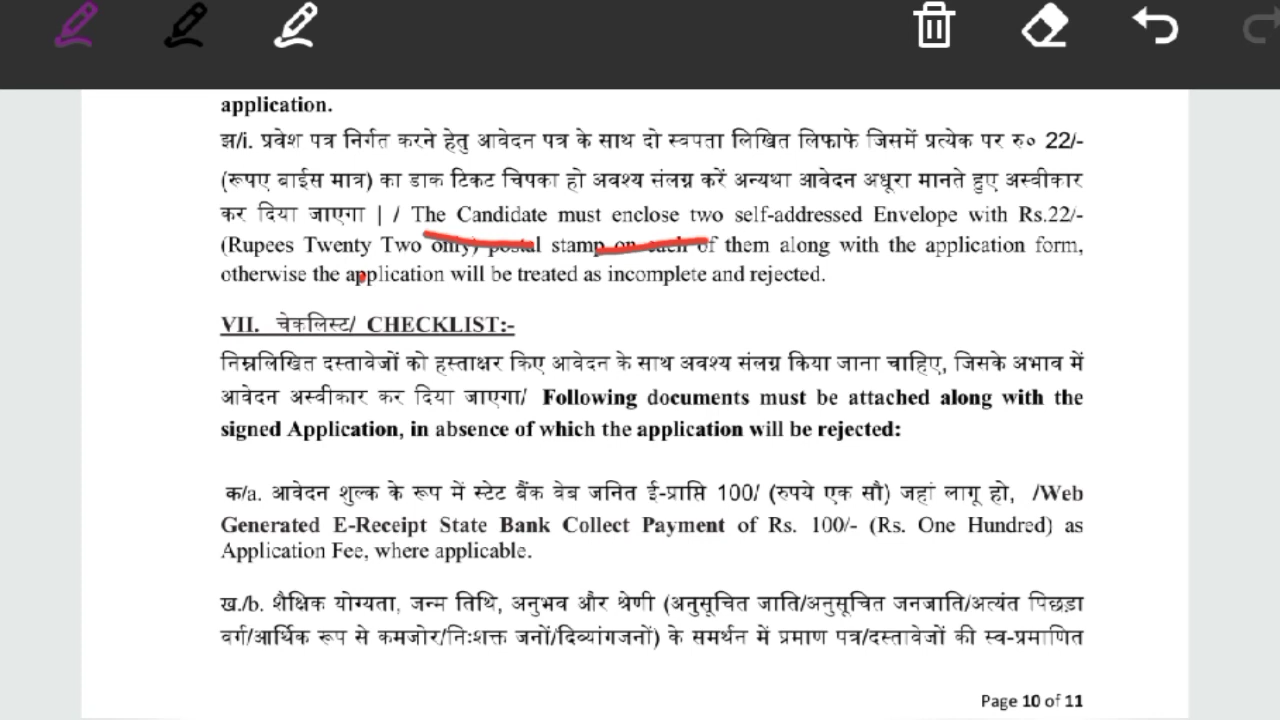 application.
झ/i. प्रवेश पत्र निर्गत करने हेतु आवेदन पत्र के साथ दो स्वपता लिखित लिफाफे जिसमें प्रत्येक पर रु० 22/-
(रूपए बाईस मात्र) का डाक टिकट चिपका हो अवश्य संलग्न करें अन्यथा आवेदन अधूरा मानते हुए अस्वीकार
कर दिया जाएगा | / The Candidate must enclose two self-addressed Envelope with Rs.22/-
(Rupees Twenty Two only) postal stamp on each of them along with the application form,
otherwise the application will be treated as incomplete and rejected.
VII. चेकलिस्ट/ CHECKLIST:-
निम्नलिखित दस्तावेजों को हस्ताक्षर किए आवेदन के साथ अवश्य संलग्न किया जाना चाहिए, जिसके अभाव में
आवेदन अस्वीकार कर दिया जाएगा/ Following documents must be attached along with the
signed Application, in absence of which the application will be rejected:
क/a. आवेदन शुल्क के रूप में स्टेट बैंक वेब जनित ई-प्राप्ति 100/ (रुपये एक सौ) जहां लागू हो, /Web
Generated E-Receipt State Bank Collect Payment of Rs. 100/- (Rs. One Hundred) as
Application Fee, where applicable.
ख./b. शैक्षिक योग्यता, जन्म तिथि, अनुभव और श्रेणी (अनुसूचित जाति/अनुसूचित जनजाति/अत्यंत पिछड़ा
वर्ग/आर्थिक रूप से कमजोर/निःशक्त जनों/दिव्यांगजनों) के समर्थन में प्रमाण पत्र/दस्तावेजों की स्व-प्रमाणित
Page 10 of 11